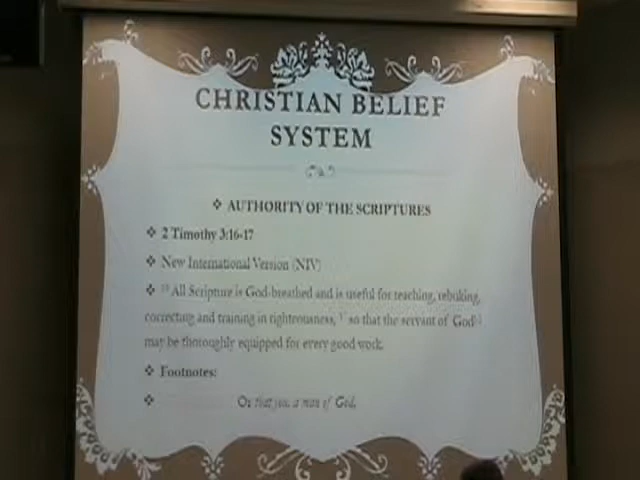 CHRISTIAN BELIEF
SYSTEM
❖ AUTHORITY OF THE SCRIPTURES
❖ 2 Timothy 3:16-17
❖ New International Version (NIV)
❖ 16 All Scripture is God-breathed and is useful for teaching, rebuking,
correcting and training in righteousness, 17 so that the servant of God[a]
may be thoroughly equipped for every good work.
❖ Footnotes:
❖ Or that you, a man of God,